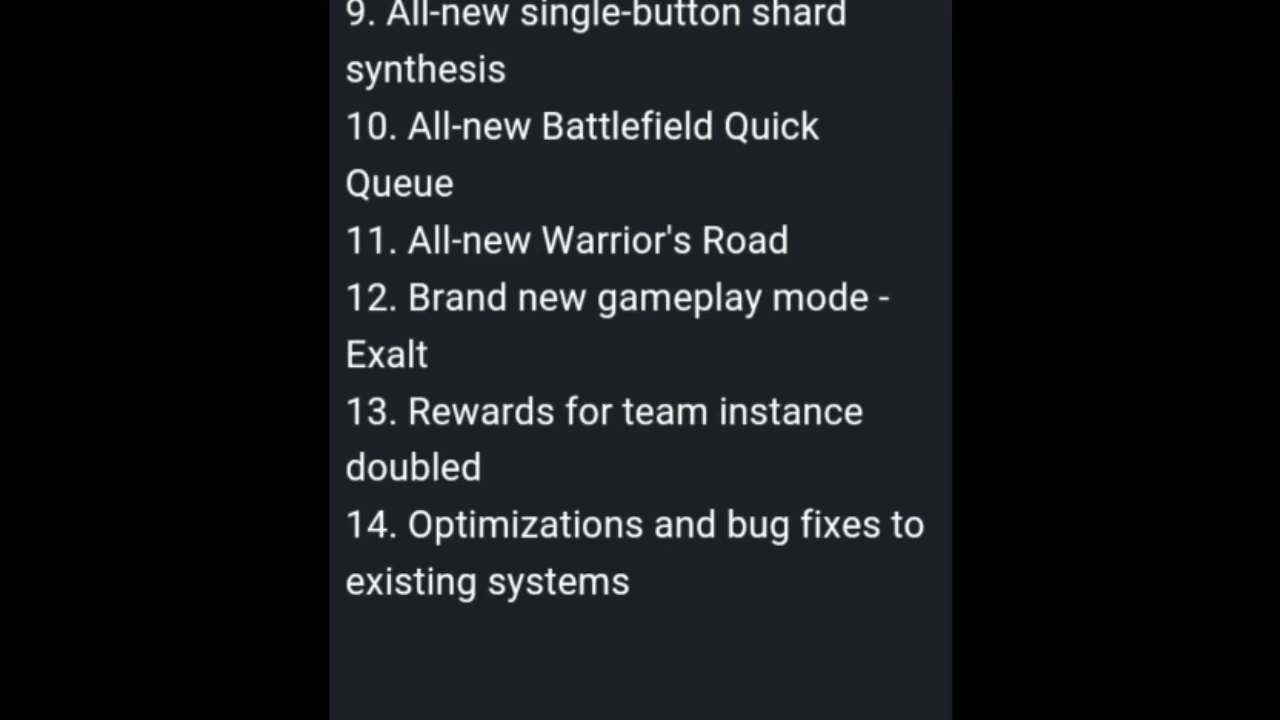 9. All-new single-button shard
synthesis
10. All-new Battlefield Quick
Queue
11. All-new Warrior's Road
12. Brand new gameplay mode -
Exalt
13. Rewards for team instance
doubled
14. Optimizations and bug fixes to
existing systems